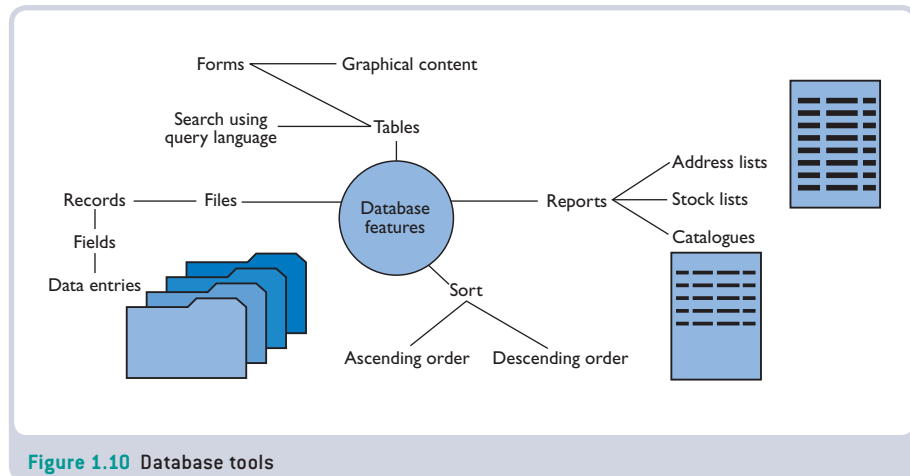 Forms
Graphical content
Search using
query language
Tables
Address lists
Records
Files
Database
features
Reports
Stock lists
Fields
Catalogues
Data entries
Sort
Ascending order
Descending order
Figure 1.10 Database tools